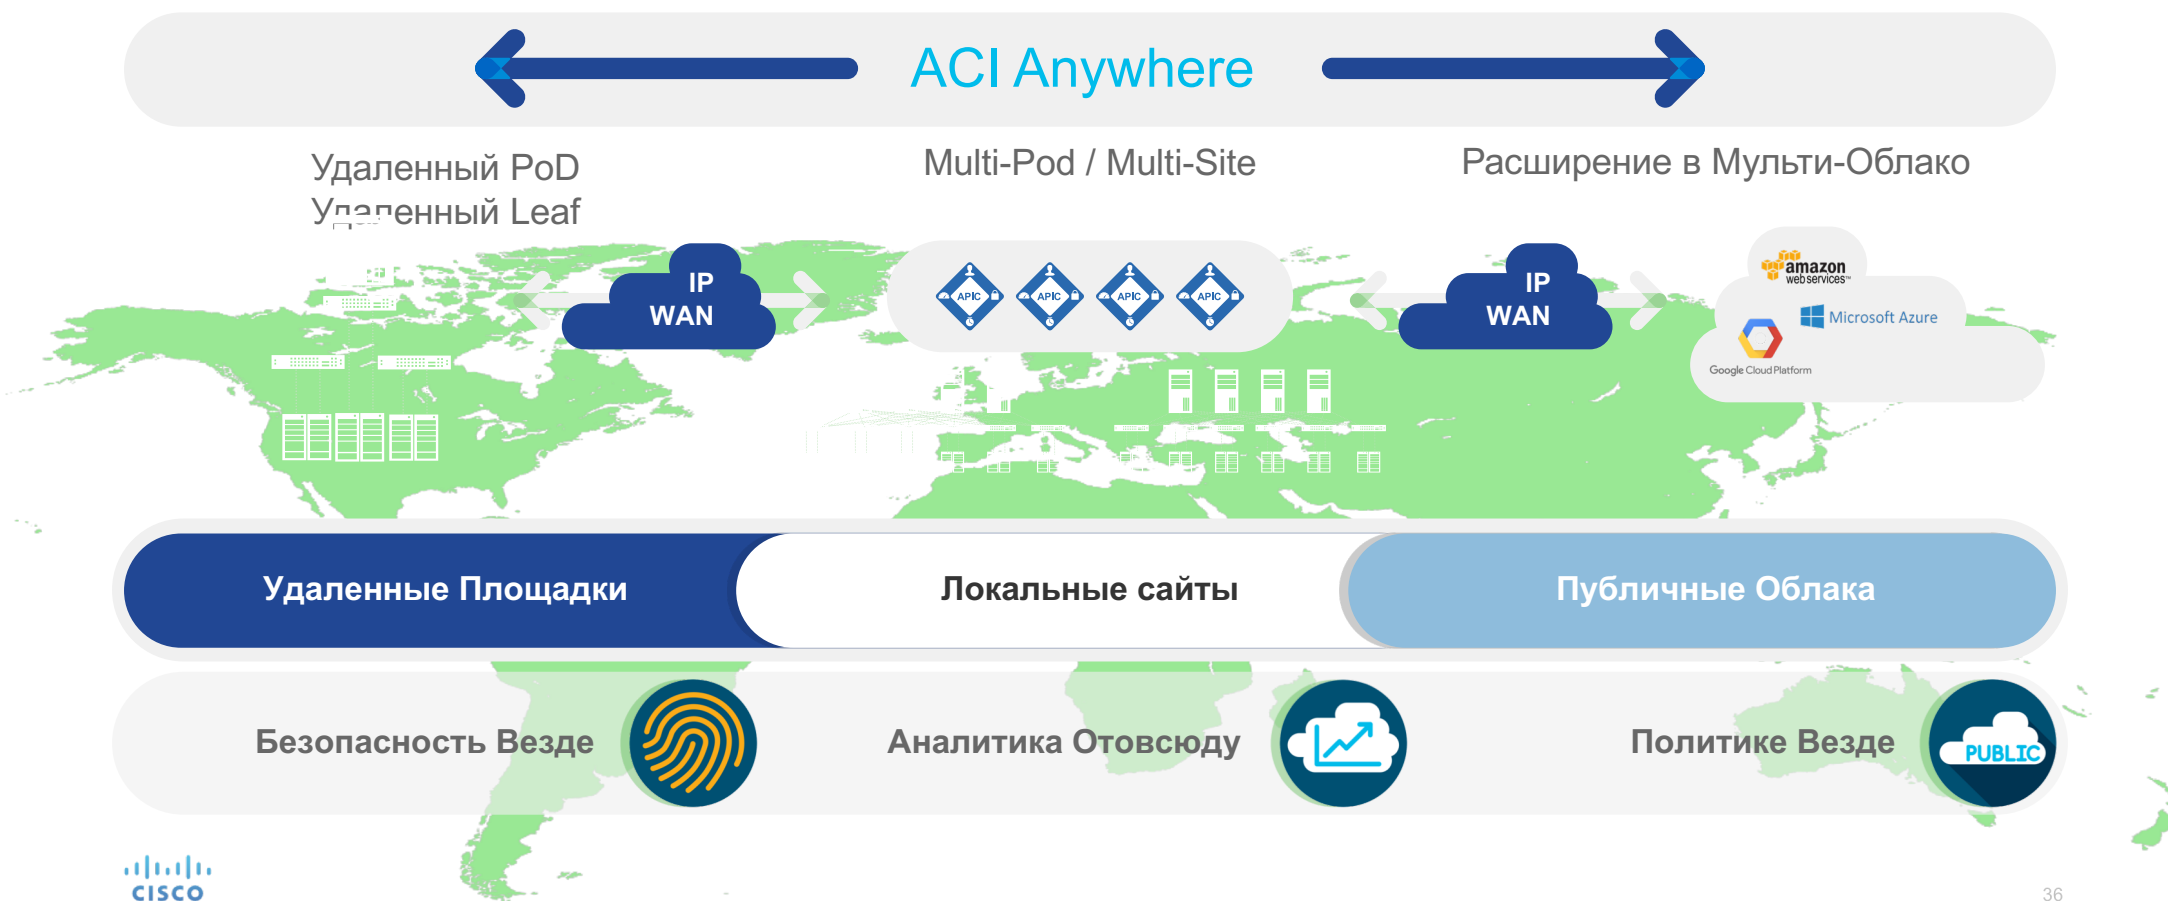 ACI Anywhere
Удаленный PoD
Удаленный Leaf
Multi-Pod / Multi-Site
Расширение в Мульти-Облако
IP
WAN
APIC
APIC
APIC
APIC
IP
WAN
amazon
webservices™
Microsoft Azure
Google Cloud Platform
Удаленные Площадки
Локальные сайты
Публичные Облака
Безопасность Везде
Аналитика Отовсюду
Политике Везде
PUBLIC
CISCO
36